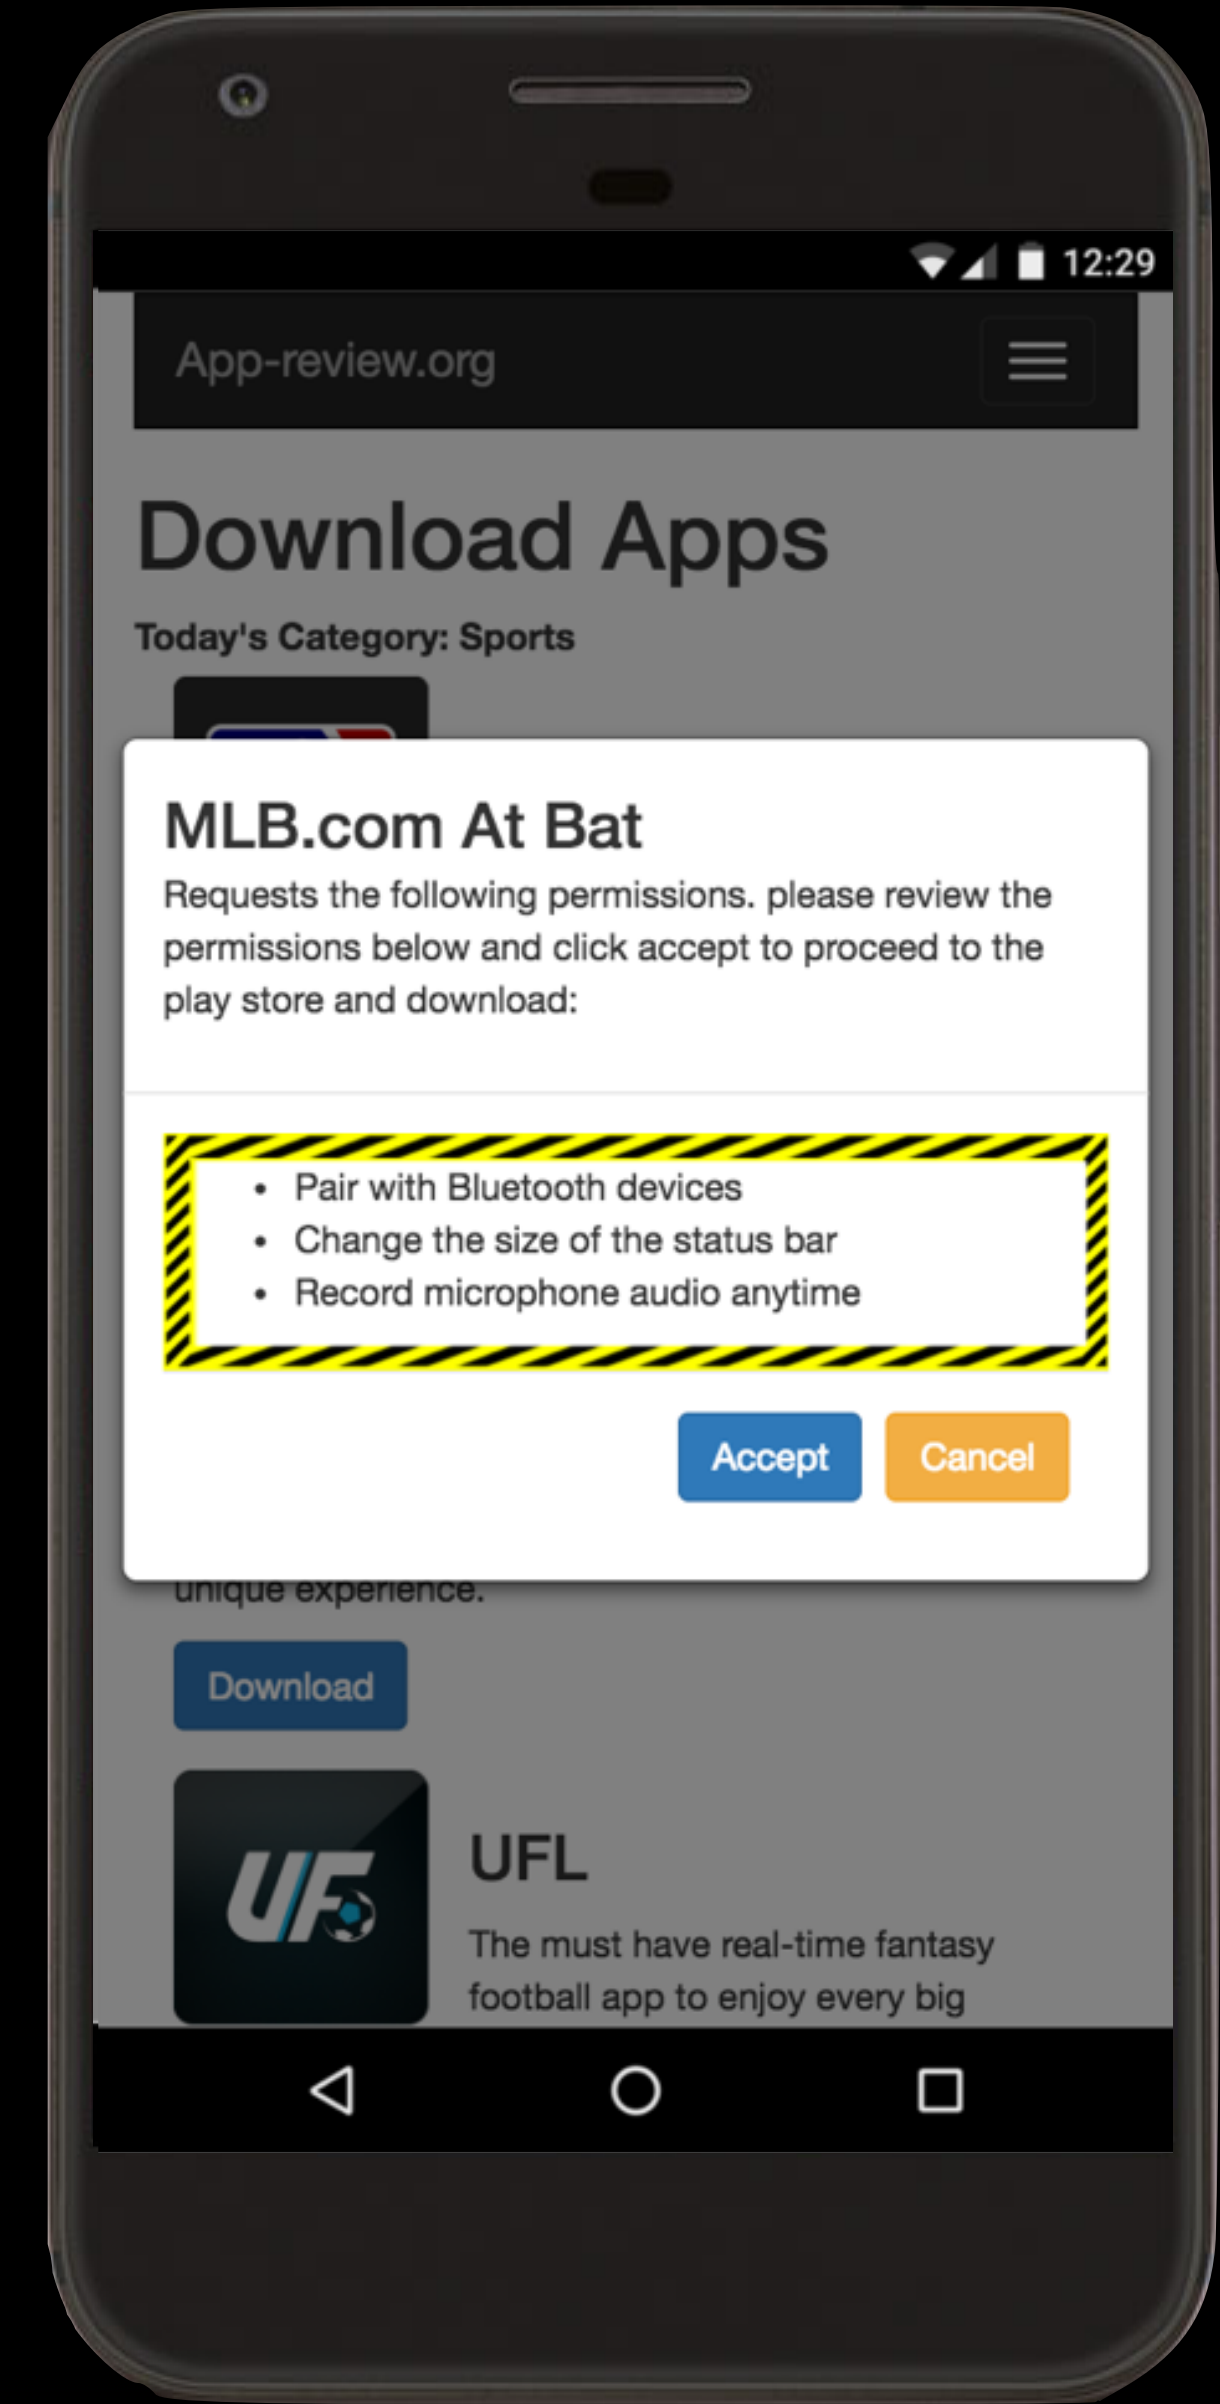 12:29
App-review.org
Download Apps
Today's Category: Sports
MLB.com At Bat
Requests the following permissions. please review the
permissions below and click accept to proceed to the
play store and download:
• Pair with Bluetooth devices
• Change the size of the status bar
• Record microphone audio anytime
Accept Cancel
unique experience.
Download
UF
UFL
The must have real-time fantasy
football app to enjoy every big